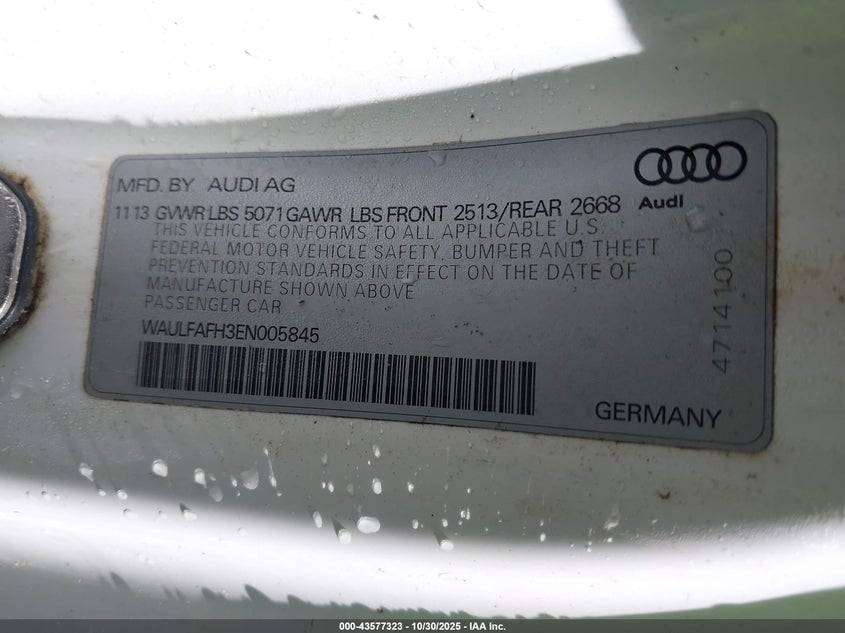 MFD. BY AUDI AG
Audi
11 13 GVWR LBS 5071 GAWR LBS FRONT 2513/REAR 2668
THIS VEHICLE CONFORMS TO ALL APPLICABLE U.S.
FEDERAL MOTOR VEHICLE SAFETY, BUMPER AND THEFT
PREVENTION STANDARDS IN EFFECT ON THE DATE OF
MANUFACTURE SHOWN ABOVE
PASSENGER CAR
WAULFAFH3EN005845
4714100
GERMANY
000-43577323 - 10/30/2025 - IAA Inc.